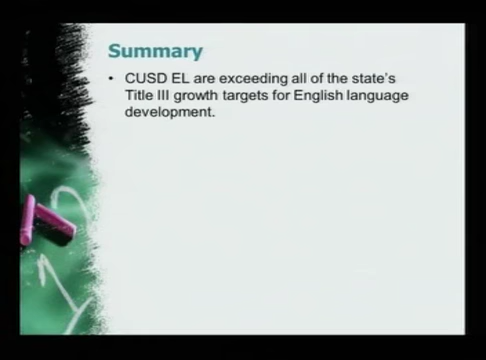 Summary
• CUSD EL are exceeding all of the state's
Title III growth targets for English language
development.